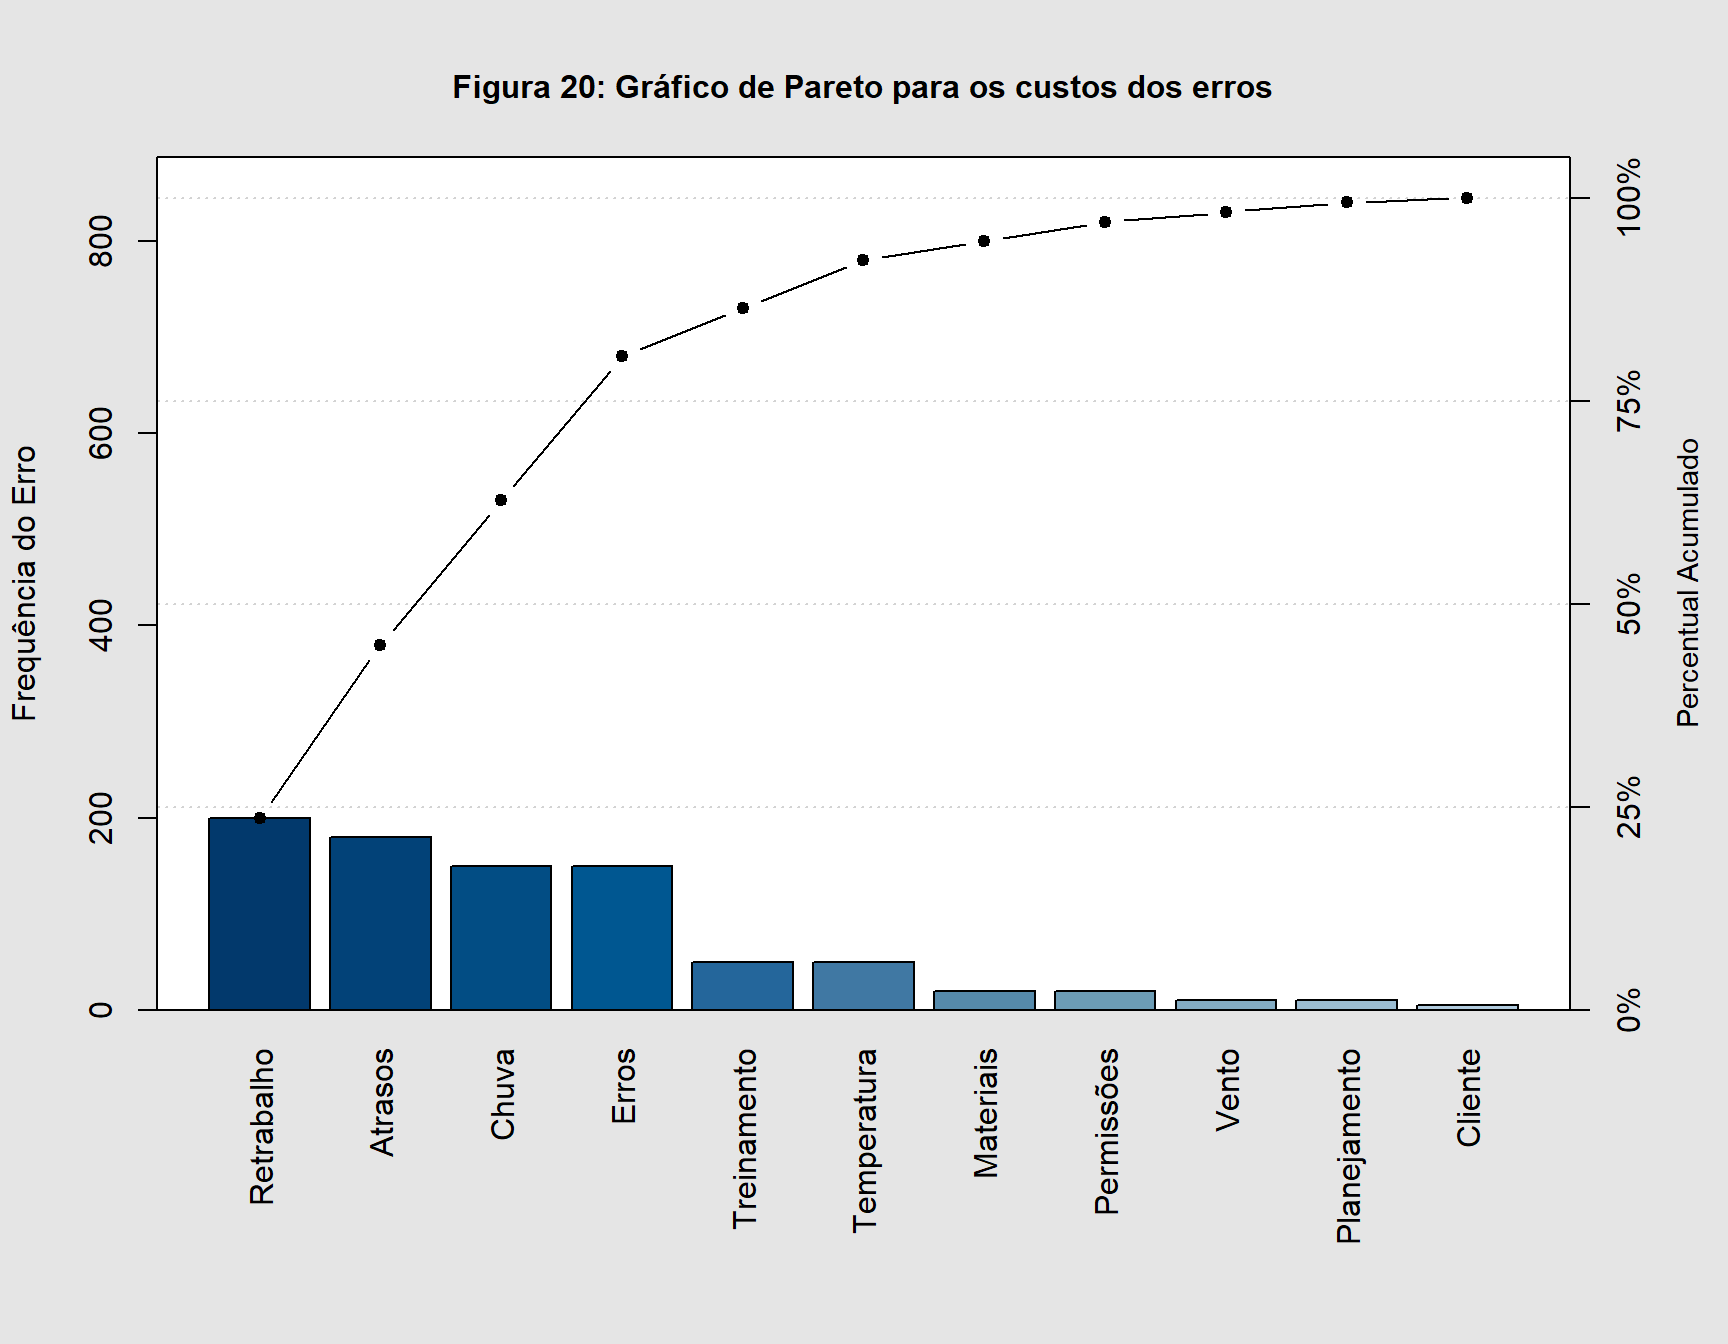 Figura 20: Gráfico de Pareto para os custos dos erros
Frequência do Erro
800
600
400
200
0
100%
75%
50%
25%
0%
Percentual Acumulado
Retrabalho
Atrasos
Chuva
Erros
Treinamento
Temperatura
Materiais
Permissões
Vento
Planejamento
Cliente